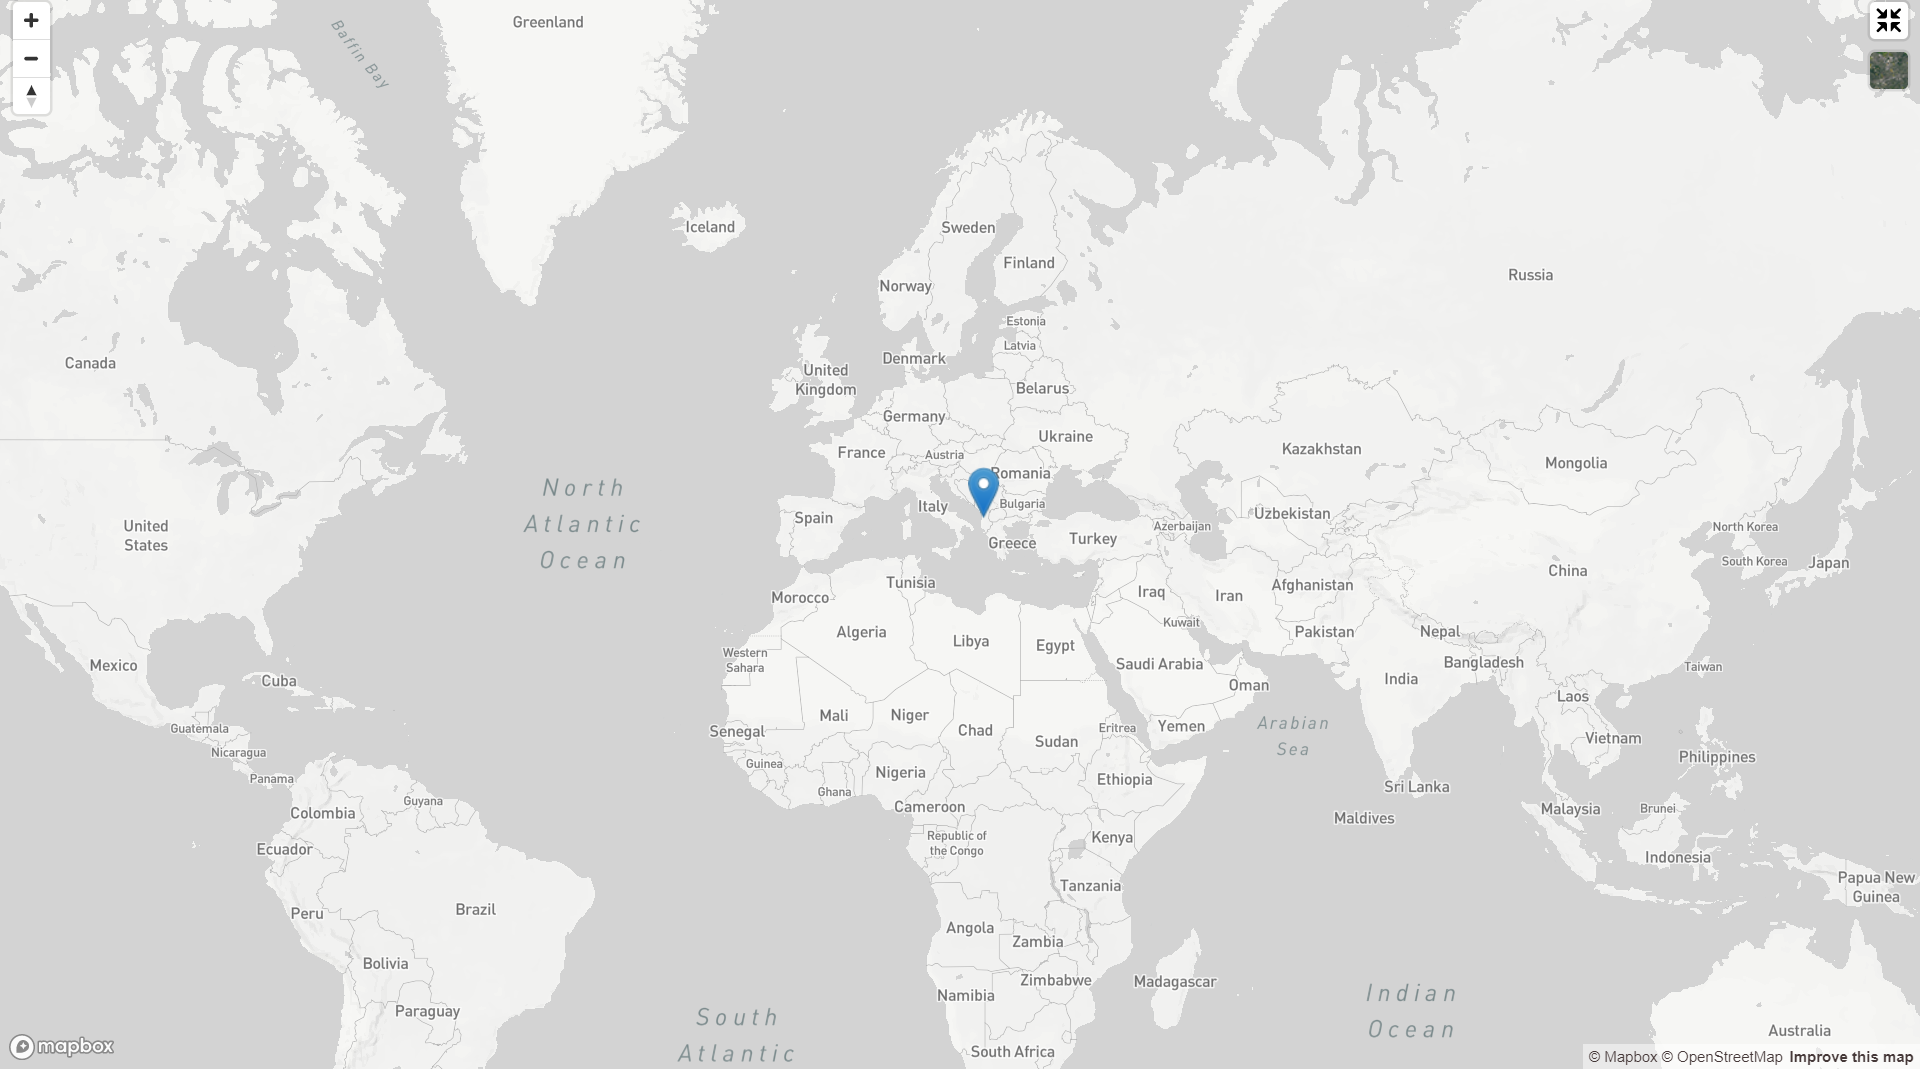 Greenland
Baffin Bay
Iceland
Sweden
Finland
Norway
Russia
Estonia
Latvia
Denmark
Canada
United
Kingdom
Belarus
Germany
Ukraine
France
Austria
Kazakhstan
Mongolia
Romania
North
Atlantic
Ocean
Italy
Bulgaria
Spain
Uzbekistan
Azerbaijan
United
States
North Korea
Greece
Turkey
South Korea
Japan
China
Tunisia
Afghanistan
Morocco
Iraq
Iran
Kuwait
Algeria
Libya
Egypt
Pakistan
Nepal
Western
Sahara
Saudi Arabia
Bangladesh
Mexico
Taiwan
Cuba
India
Oman
Laos
Mali
Niger
Chad
Arabian
Sea
Guatemala
Senegal
Eritrea
Yemen
Sudan
Vietnam
Nicaragua
Philippines
Guinea
Nigeria
Ethiopia
Panama
Ghana
Sri Lanka
Guyana
Cameroon
Malaysia
Brunei
Colombia
Maldives
Republic of
the Congo
Kenya
Ecuador
Indonesia
Tanzania
Papua New
Guinea
Peru
Brazil
Angola
Zambia
Bolivia
Zimbabwe
Madagascar
Namibia
Indian
Ocean
Paraguay
South
Atlantic
Australia
South Africa
mapbox
© Mapbox © OpenStreetMap Improve this map